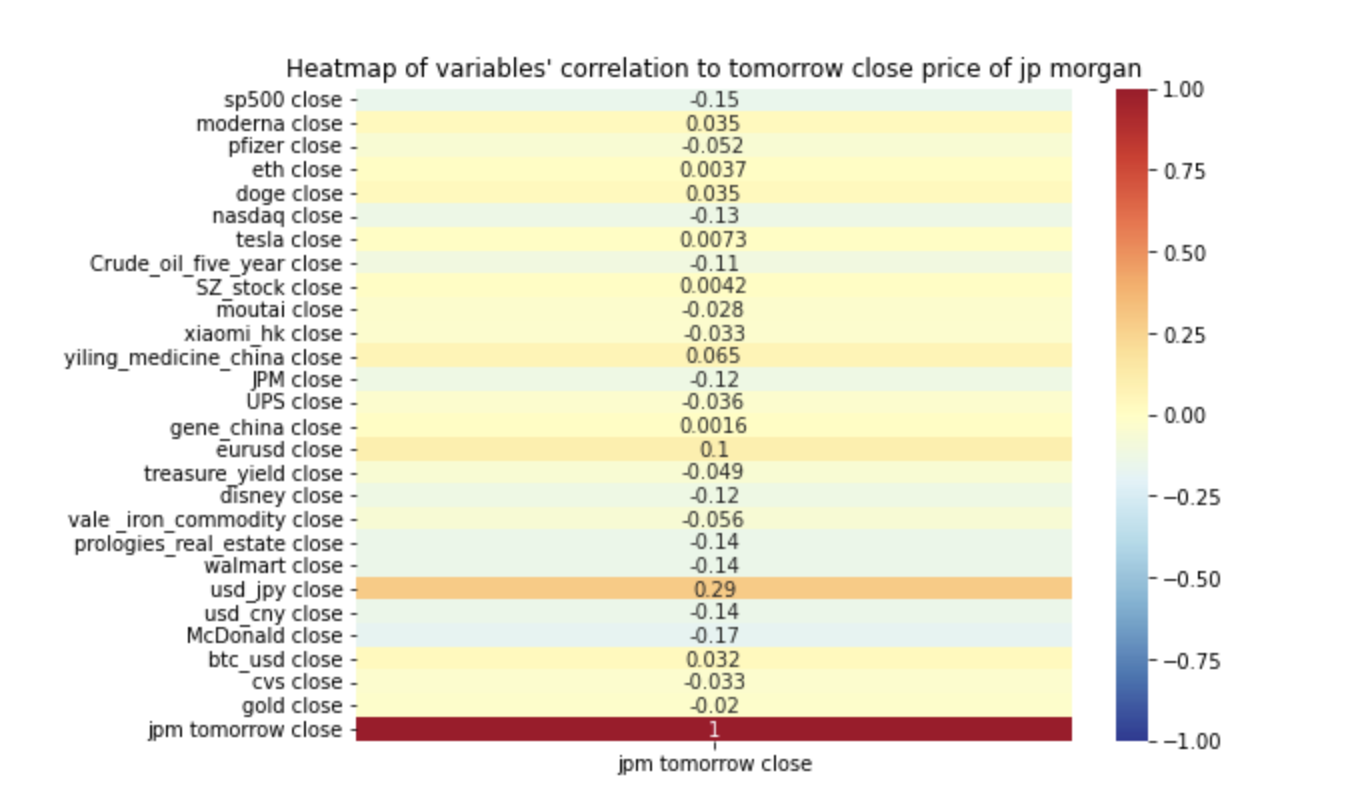 Heatmap of variables' correlation to tomorrow close price of jp morgan
sp500 close -0.15
moderna close 0.035
pfizer close -0.052
eth close 0.0037
doge close 0.035
nasdaq close -0.13
tesla close 0.0073
Crude_oil_five_year close -0.11
SZ_stock close 0.0042
moutai close -0.028
xiaomi_hk close -0.033
yiling_medicine_china close 0.065
JPM close -0.12
UPS close -0.036
gene_china close 0.0016
eurusd close 0.1
treasure_yield close -0.049
disney close -0.12
vale _iron_commodity close -0.056
prologies_real_estate close -0.14
walmart close -0.14
usd_jpy close 0.29
usd_cny close -0.14
McDonald close -0.17
btc_usd close 0.032
cvs close -0.033
gold close -0.02
jpm tomorrow close 1
jpm tomorrow close
1.00
0.75
0.50
0.25
0.00
−0.25
−0.50
−0.75
−1.00